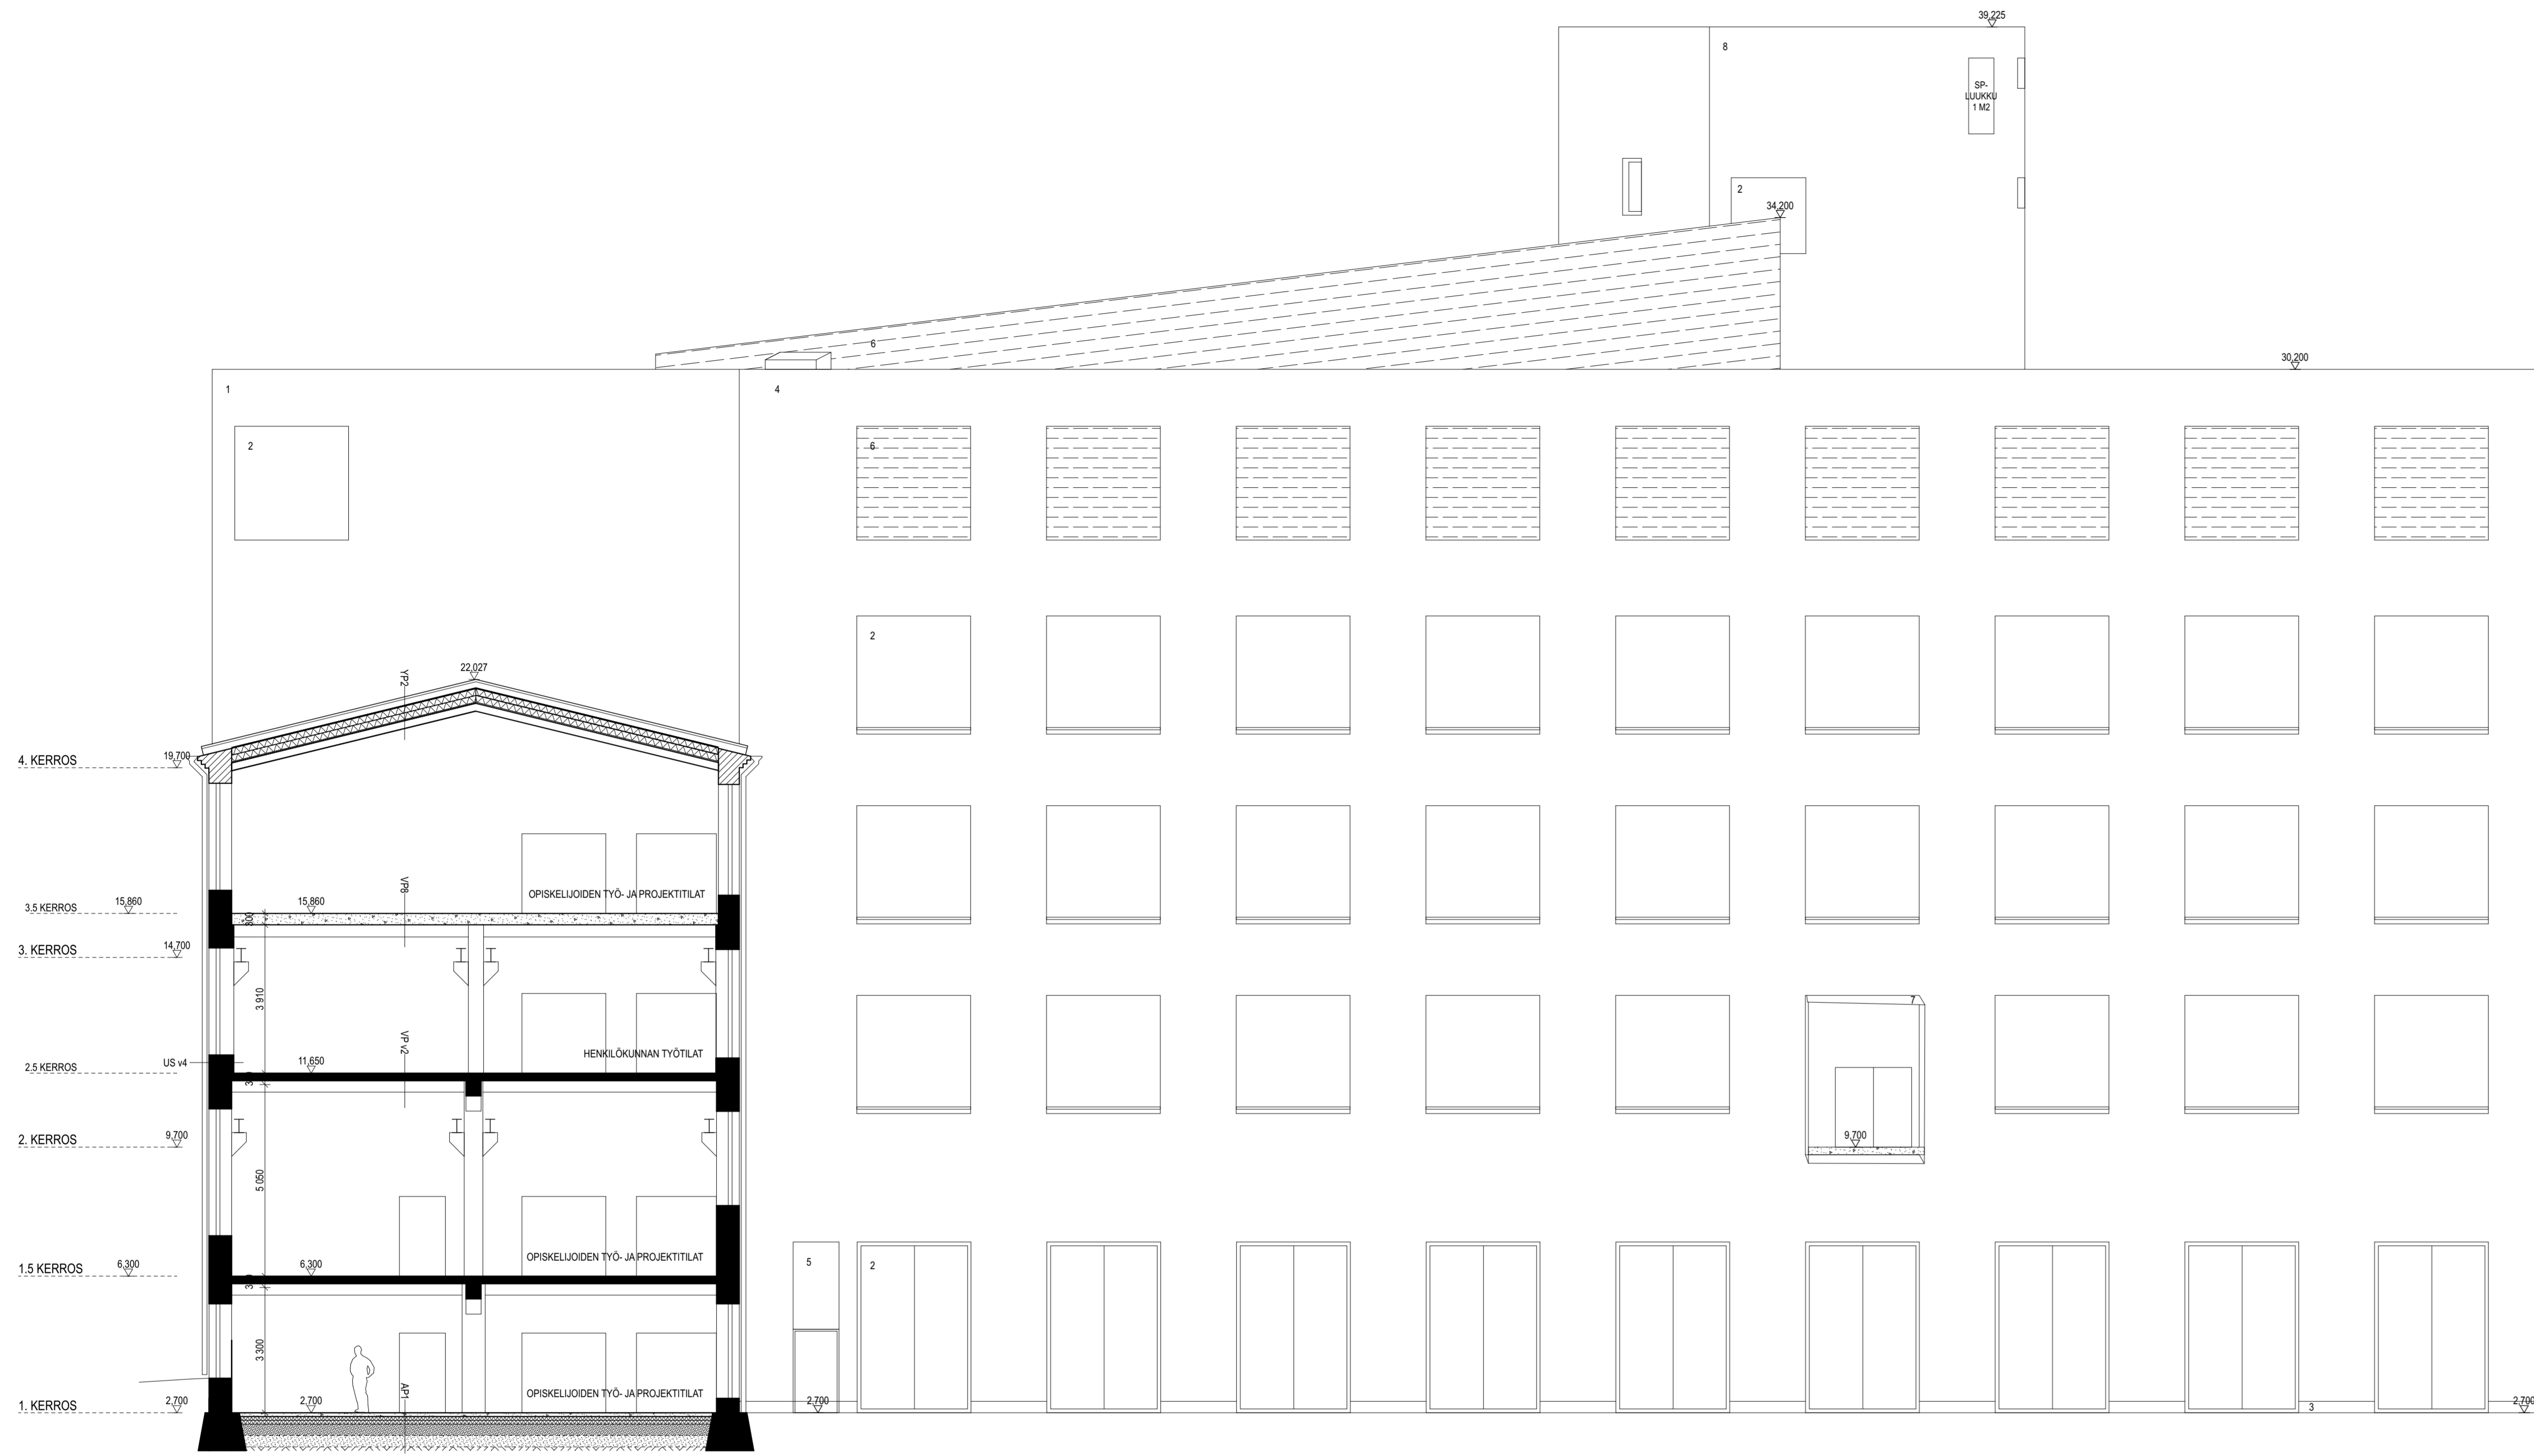 39,225
8
SP-
LUUKKU
1 M2
2
34,200
6
30,200
1
4
2
6
2
22,027
YP2
4. KERROS
19,700
VP8
OPISKELIJOIDEN TYÖ- JA PROJEKTITILAT
3.5 KERROS
15,860
15,860
300
3. KERROS
14,700
3 910
7
VP v2
HENKILÖKUNNAN TYÖTILAT
US v4
11,650
2.5 KERROS
2. KERROS
9,700
9,700
5 050
OPISKELIJOIDEN TYÖ- JA PROJEKTITILAT
5
2
1.5 KERROS
6,300
6,300
3 300
AP1
OPISKELIJOIDEN TYÖ- JA PROJEKTITILAT
1. KERROS
2,700
2,700
2,700
3
2,700